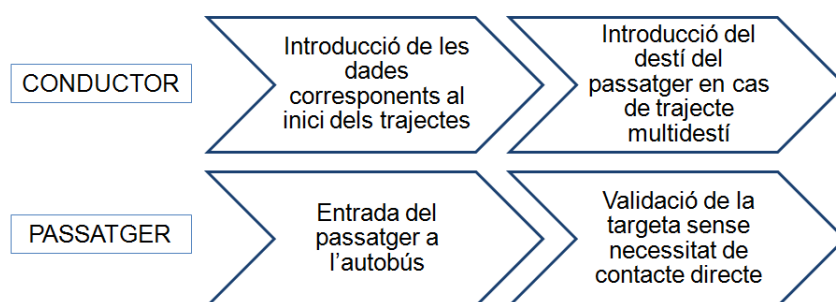 CONDUCTOR
Introducció de les
dades
corresponents al
inici dels trajectes
Introducció del
destí del
passatger en cas
de trajecte
multidestí
PASSATGER
Entrada del
passatger a
l’autobús
Validació de la
targeta sense
necessitat de
contacte directe